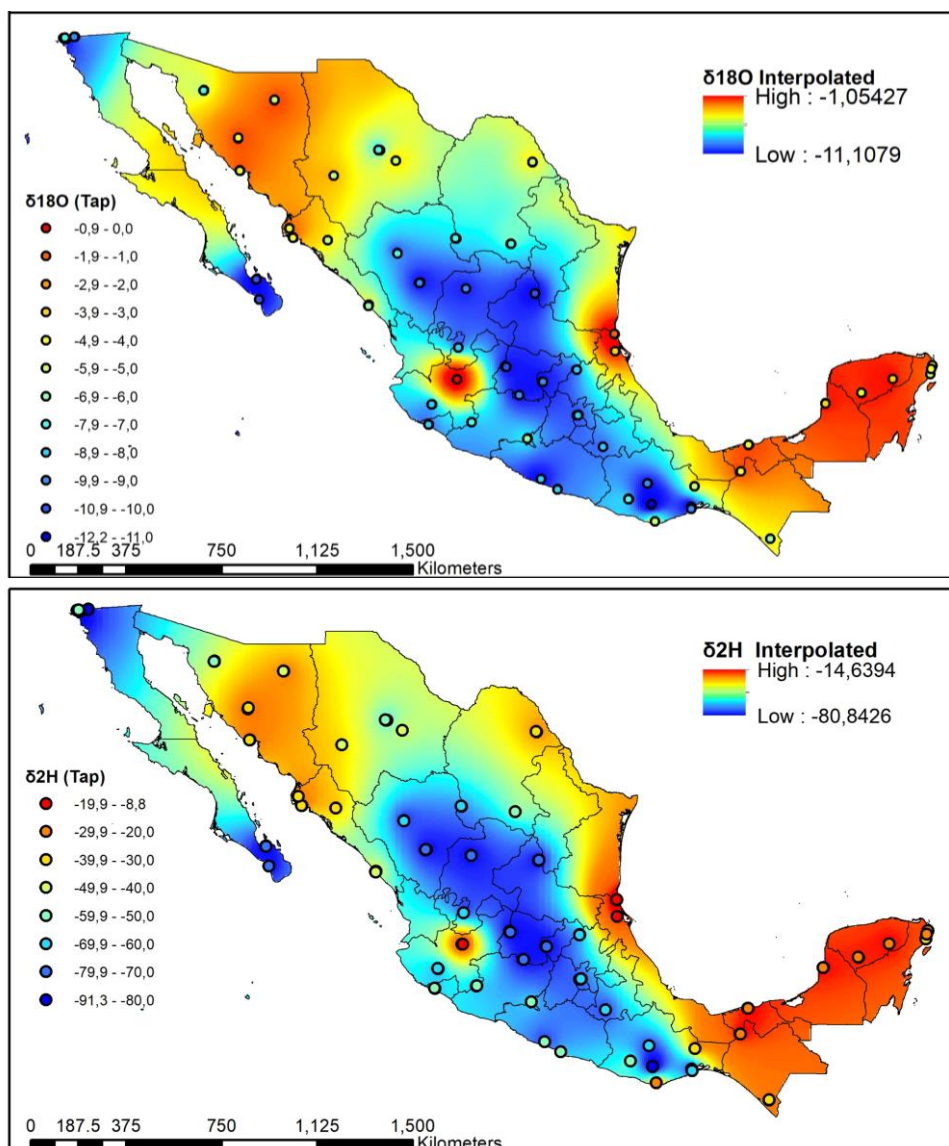 δ18O Interpolated
High : -1,05427
Low : -11,1079
δ18O (Tap)
-0,9 - 0,0
-1,9 - -1,0
-2,9 - -2,0
-3,9 - -3,0
-4,9 - -4,0
-5,9 - -5,0
-6,9 - -6,0
-7,9 - -7,0
-8,9 - -8,0
-9,9 - -9,0
-10,9 - -10,0
-12,2 - -11,0
0 187.5 375 750 1,125 1,500
Kilometers
δ2H Interpolated
High : -14,6394
Low : -80,8426
δ2H (Tap)
-19,9 - -8,8
-29,9 - -20,0
-39,9 - -30,0
-49,9 - -40,0
-59,9 - -50,0
-69,9 - -60,0
-79,9 - -70,0
-91,3 - -80,0
0 187.5 375 750 1,125 1,500
Kilometers